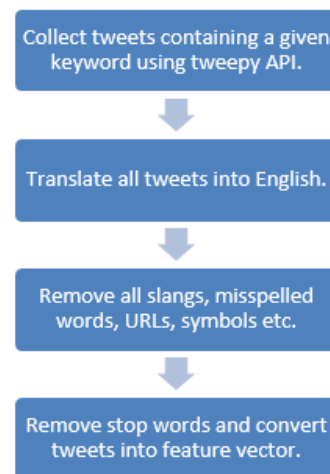 Collect tweets containing a given
keyword using tweepy API.
Translate all tweets into English.
Remove all slangs, misspelled
words, URLs, symbols etc.
Remove stop words and convert
tweets into feature vector.